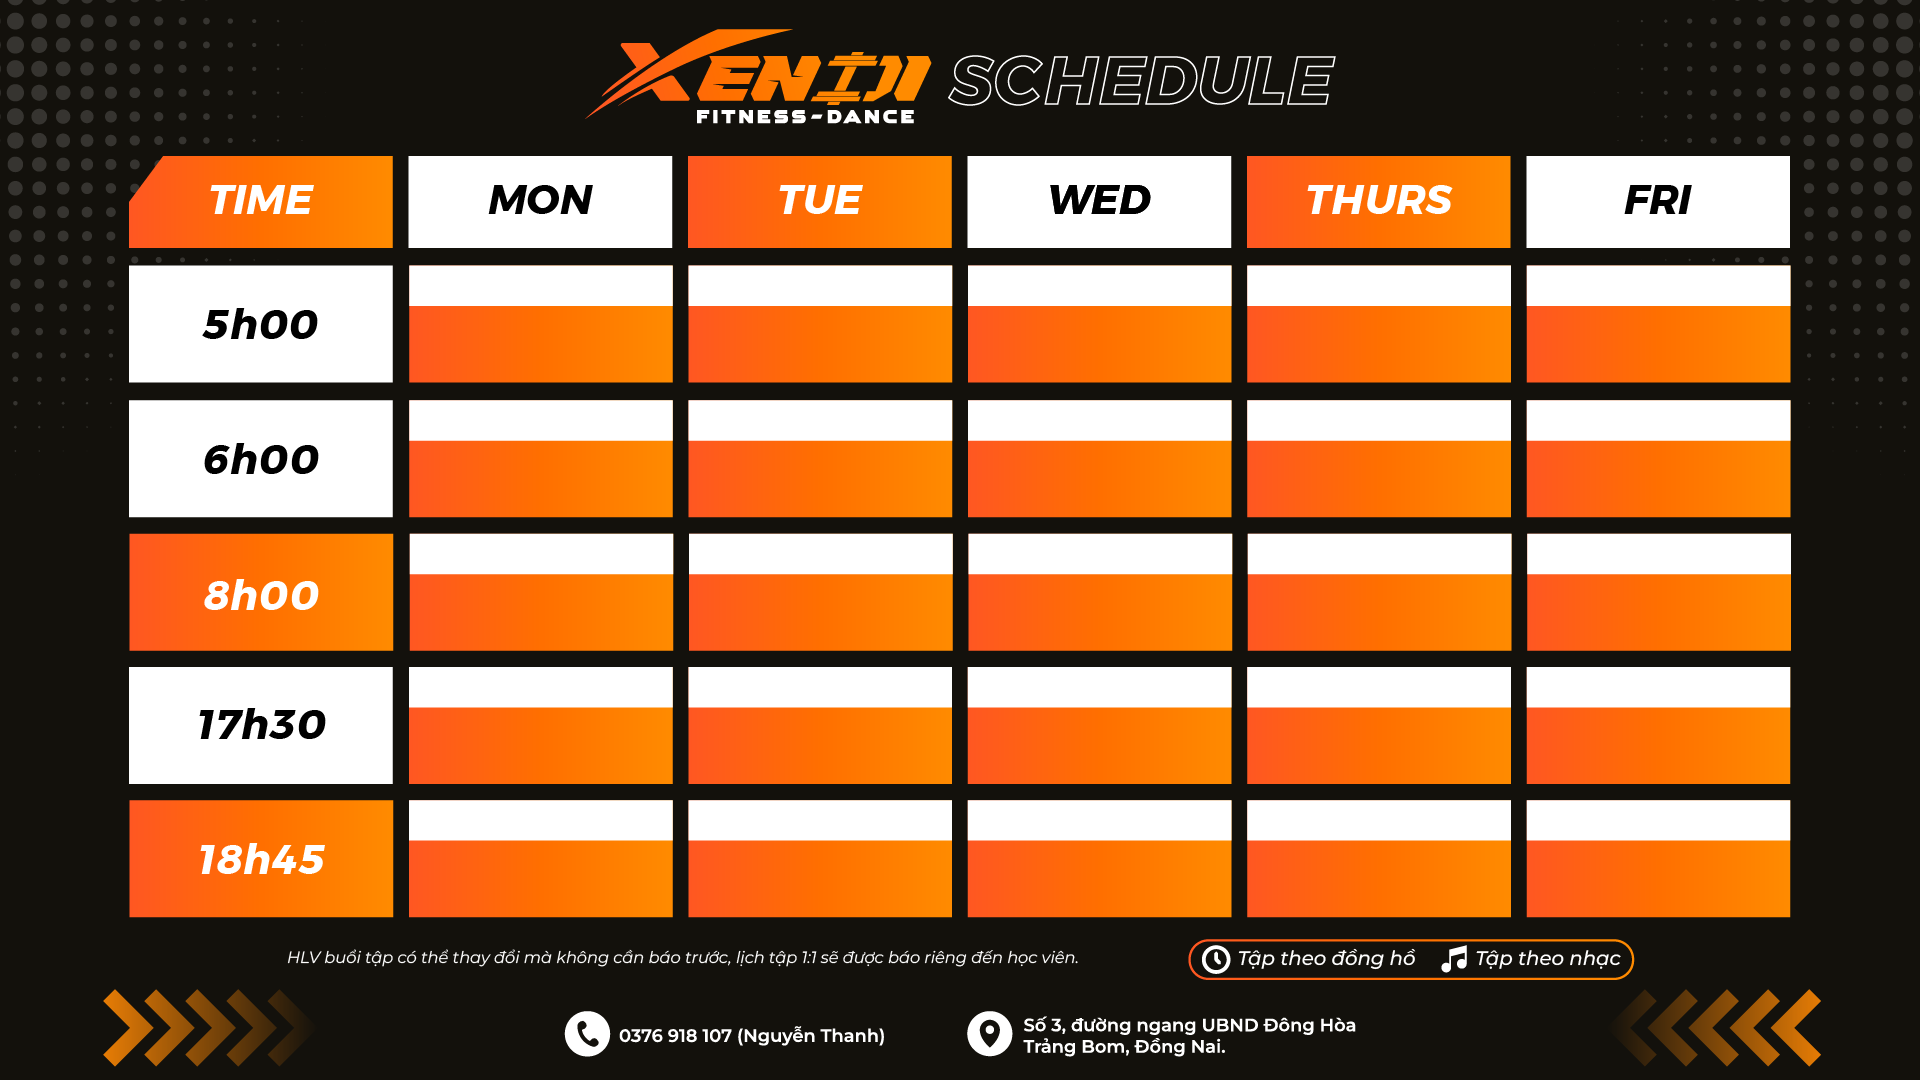 XENIJI SCHEDULE
FITNESS-DANCE
TIME MON TUE WED THURS FRI
5h00
6h00
8h00
17h30
18h45
HLV buổi tập có thể thay đổi mà không cần báo trước, lịch tập 1:1 sẽ được báo riêng đến học viên.
Tập theo đồng hồ Tập theo nhạc
0376 918 107 (Nguyễn Thanh)
Số 3, đường ngang UBND Đông Hòa
Trảng Bom, Đồng Nai.